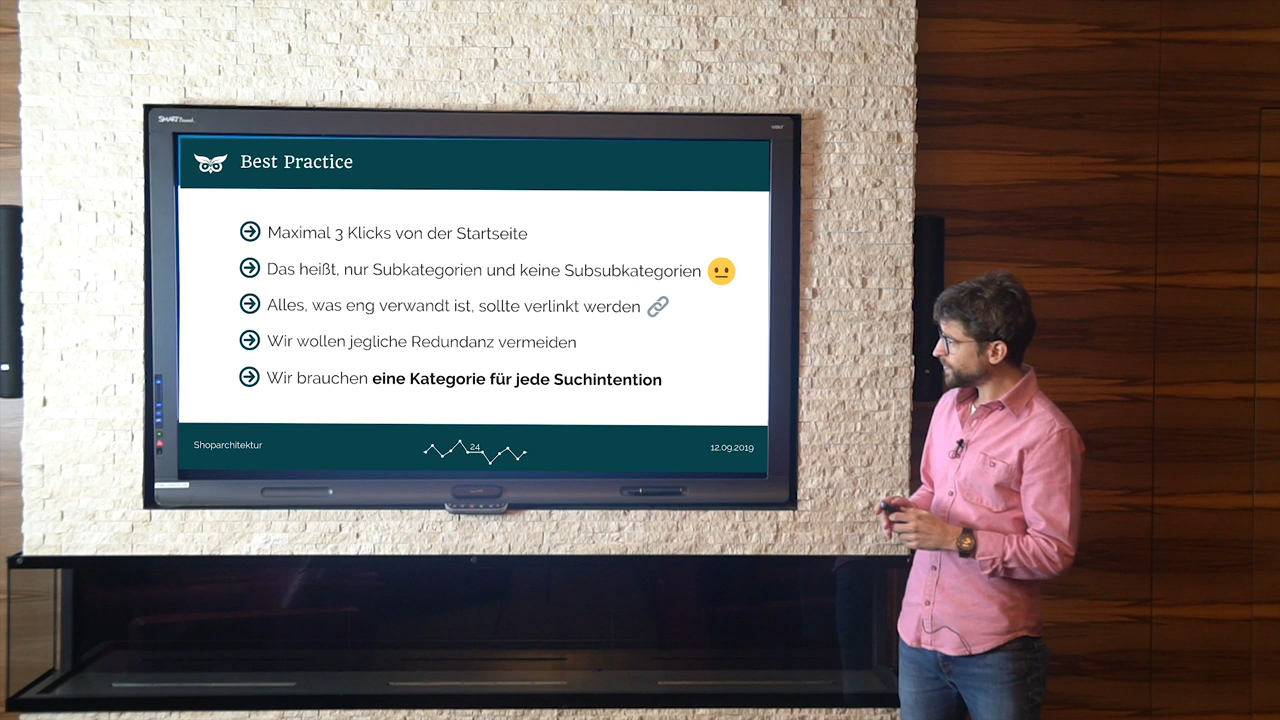 SMART Board
Best Practice
Maximal 3 Klicks von der Startseite
Das heißt, nur Subkategorien und keine Subsubkategorien
Alles, was eng verwandt ist, sollte verlinkt werden
Wir wollen jegliche Redundanz vermeiden
Wir brauchen eine Kategorie für jede Suchintention
Shoparchitektur
24
12.09.2019